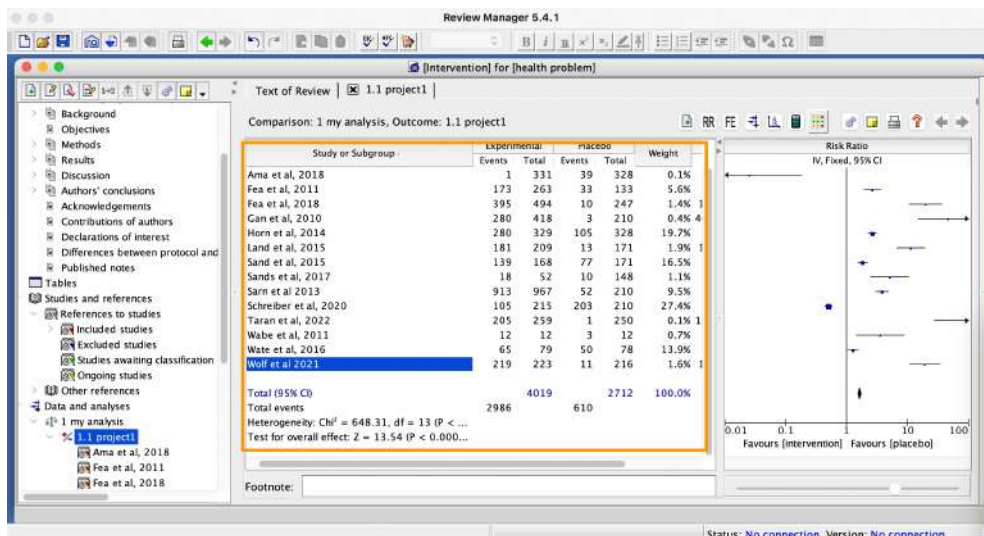 Review Manager 5.4.1
[Intervention] for [health problem]
Text of Review 1.1 project1
Background
Objectives
Methods
Results
Discussion
Authors' conclusions
Acknowledgements
Contributions of authors
Declarations of interest
Differences between protocol and
Published notes
Tables
Studies and references
References to studies
Included studies
Excluded studies
Studies awaiting classification
Ongoing studies
Other references
Data and analyses
1 my analysis
1.1 project1
Ama et al, 2018
Fea et al, 2011
Fea et al, 2018
Comparison: 1 my analysis, Outcome: 1.1 project1
RR FE
Study or Subgroup Experimental Placebo Weight
Events Total Events Total
Ama et al, 2018 1 331 39 328 0.1%
Fea et al, 2011 173 263 33 133 5.6%
Fea et al, 2018 395 494 10 247 1.4% 1
Gan et al, 2010 280 418 3 210 0.4% 4
Horn et al, 2014 280 329 105 328 19.7%
Land et al, 2015 181 209 13 171 1.9% 1
Sand et al, 2015 139 168 77 171 16.5%
Sands et al, 2017 18 52 10 148 1.1%
Sarn et al 2013 913 967 52 210 9.5%
Schreiber et al, 2020 105 215 203 210 27.4%
Taran et al, 2022 205 259 1 250 0.1% 1
Wabe et al, 2011 12 12 3 12 0.7%
Wate et al, 2016 65 79 50 78 13.9%
Wolf et al 2021 219 223 11 216 1.6% 1
Total (95% CI) 4019 2712 100.0%
Total events 2986 610
Heterogeneity: Chi² = 648.31, df = 13 (P < ...
Test for overall effect: Z = 13.54 (P < 0.000...
Footnote:
Risk Ratio
IV, Fixed, 95% CI
0.01 0.1 1 10 100
Favours [intervention] Favours [placebo]
Status: No connection. Version: No connection